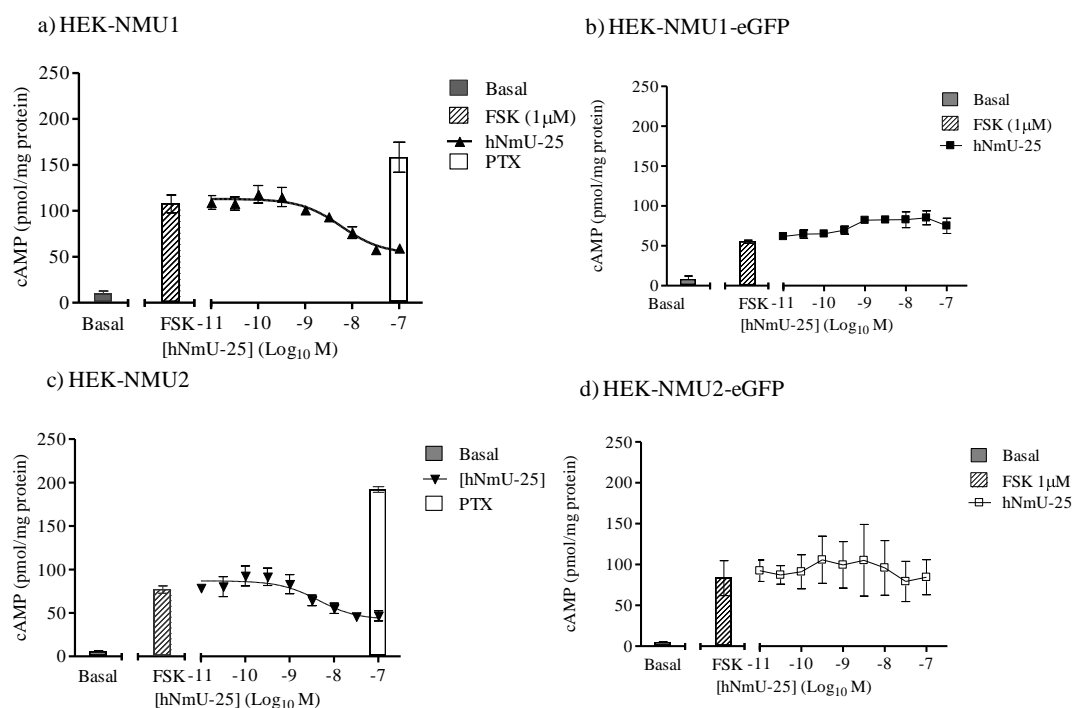 a) HEK-NMU1
250
200
150
100
50
0
cAMP (pmol/mg protein)
Basal
FSK
-11
-10
-9
-8
-7
[hNmU-25] (Log10 M)
Basal
FSK (1μM)
hNmU-25
PTX
b) HEK-NMU1-eGFP
250
200
150
100
50
0
cAMP (pmol/mg protein)
Basal
FSK
-11
-10
-9
-8
-7
[hNmU-25] (Log10 M)
Basal
FSK (1μM)
hNmU-25
c) HEK-NMU2
250
200
150
100
50
0
cAMP (pmol/mg protein)
Basal
FSK
-11
-10
-9
-8
-7
[hNmU-25] (Log10 M)
Basal
[hNmU-25]
PTX
d) HEK-NMU2-eGFP
250
200
150
100
50
0
cAMP (pmol/mg protein)
Basal
FSK
-11
-10
-9
-8
-7
[hNmU-25] (Log10 M)
Basal
FSK 1μM
hNmU-25